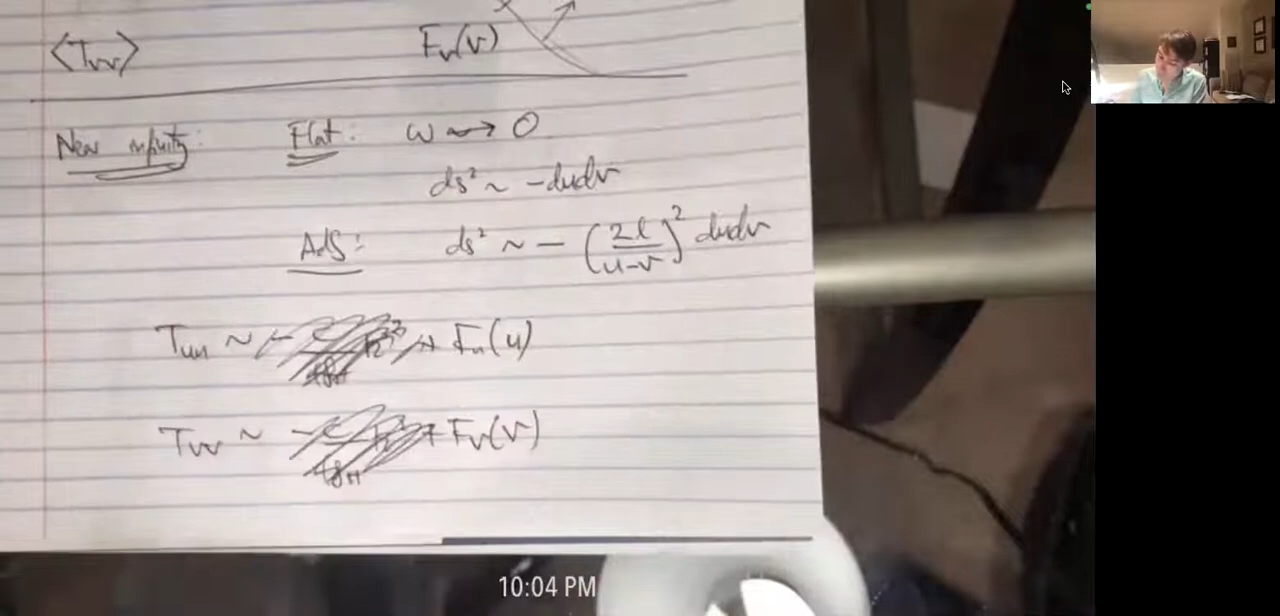 ⟨Tvv⟩ Fv(v)
Near infinity: Flat: ω → 0
ds² ~ -dudv
AdS: ds² ~ - (2l/(u-v))² dudv
Tuu ~ + Fu(u)
Tvv ~ + Fv(v)
10:04 PM